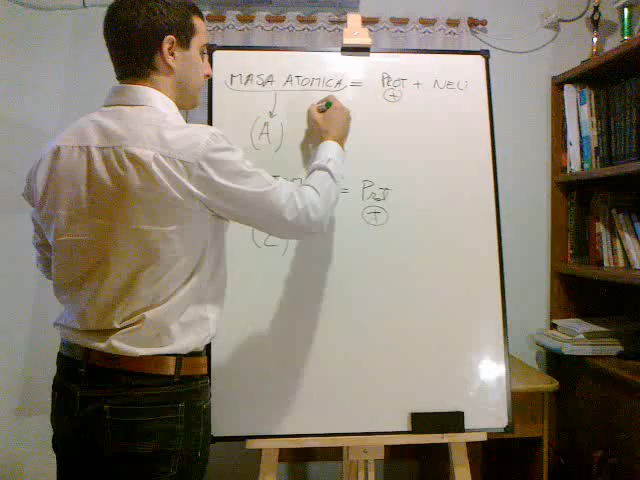 MASA ATOMICA = PROT + NEU
+
(A)
= Prot
+
(Z)